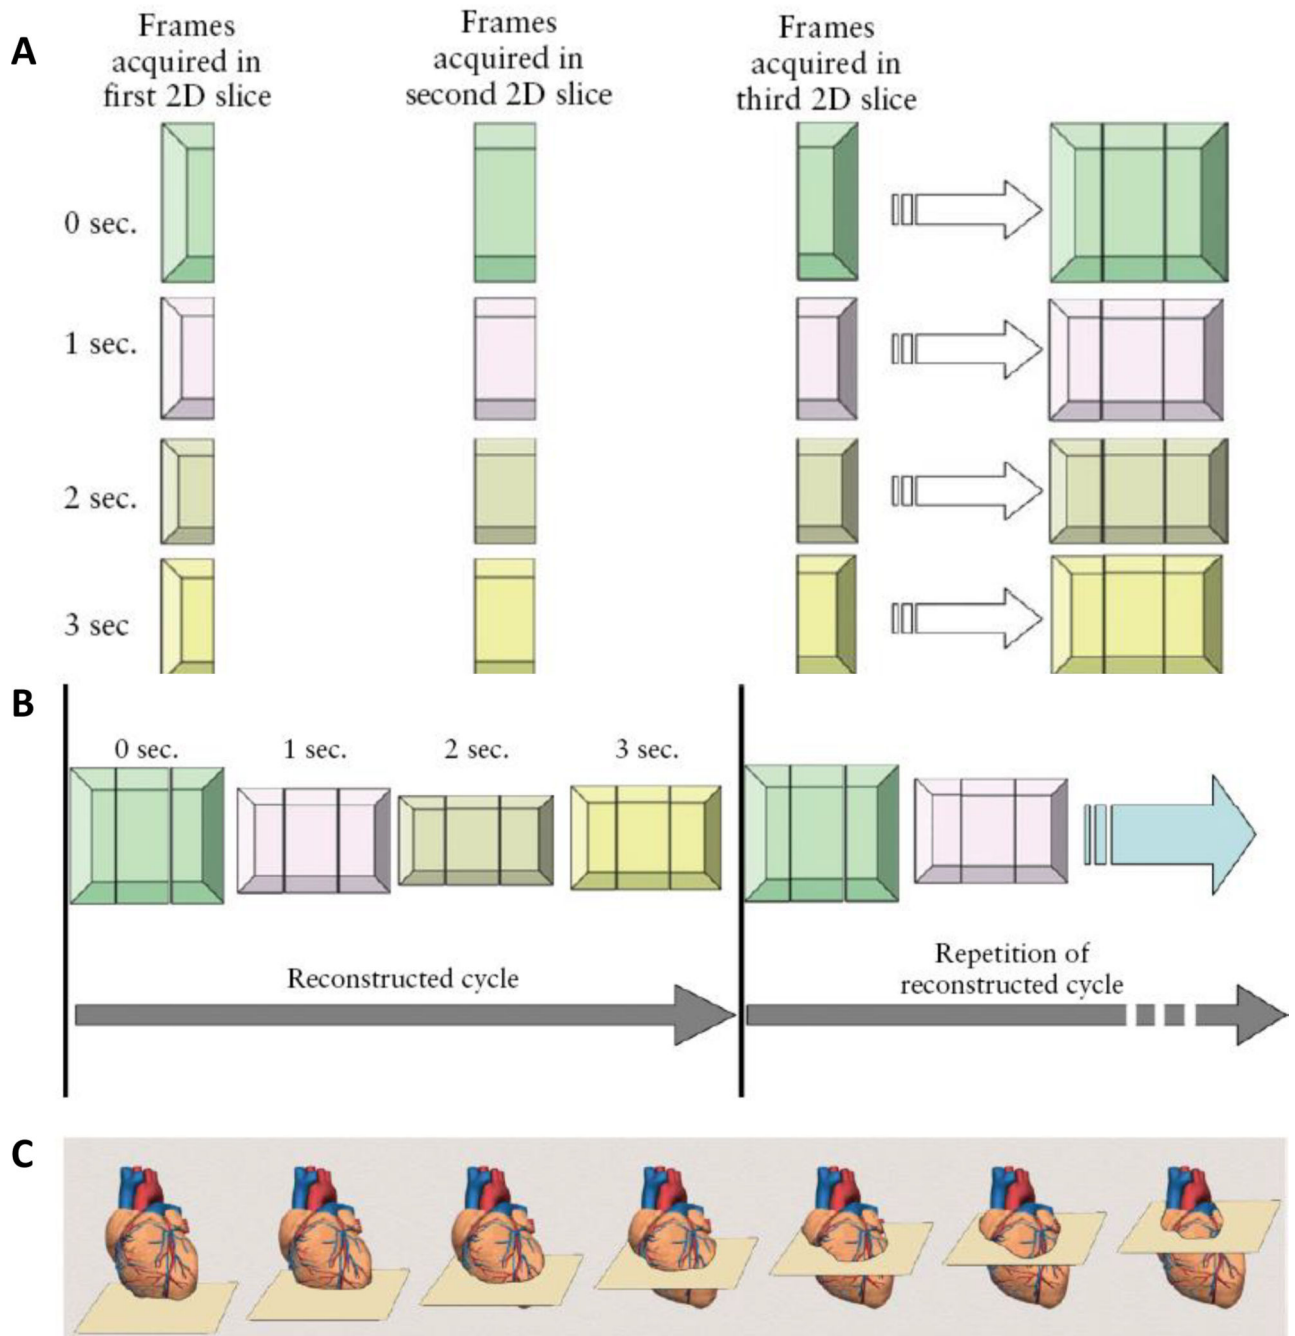 A
Frames
acquired in
first 2D slice
Frames
acquired in
second 2D slice
Frames
acquired in
third 2D slice
0 sec.
1 sec.
2 sec.
3 sec
B
0 sec.
1 sec.
2 sec.
3 sec.
Reconstructed cycle
Repetition of
reconstructed cycle
C